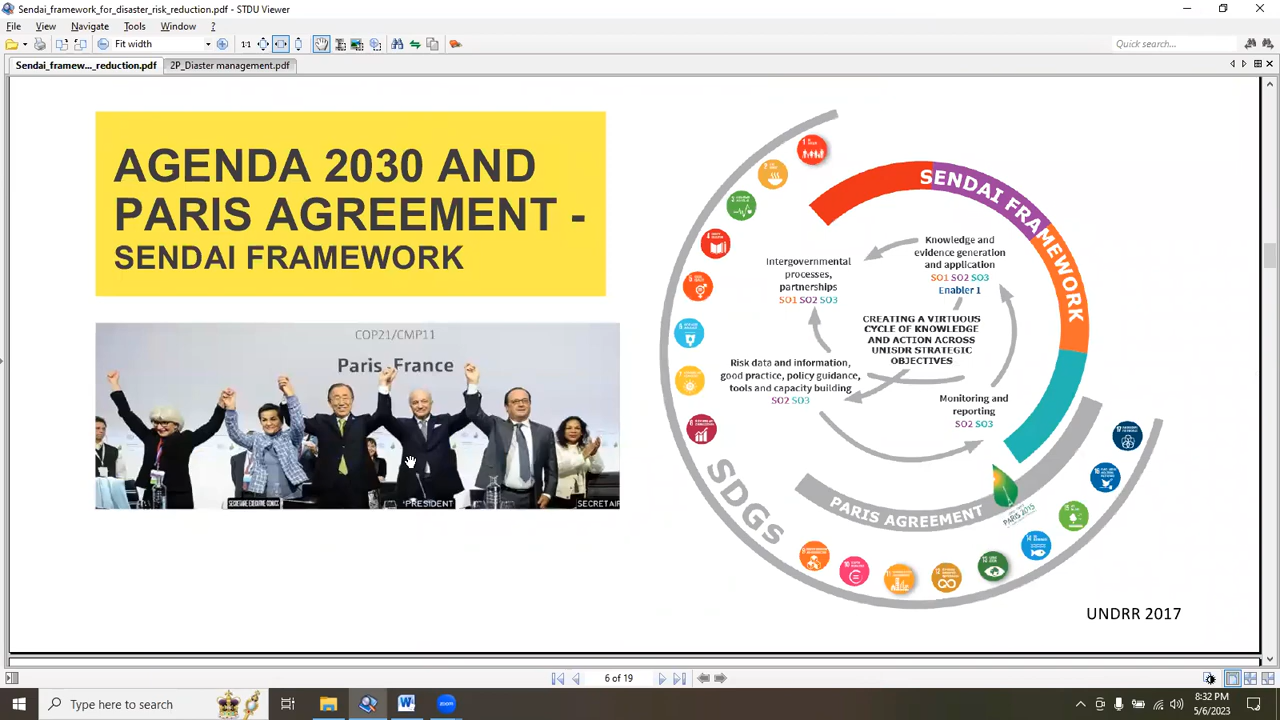 Sendai_framework_for_disaster_risk_reduction.pdf - STDU Viewer
File View Navigate Tools Window ?
Fit width
1:1
Quick search...
Sendai_framew..._reduction.pdf
2P_Diaster management.pdf
AGENDA 2030 AND
PARIS AGREEMENT -
SENDAI FRAMEWORK
COP21/CMP11
Paris, France
PRESIDENT
SECRETAIR
SENDAI FRAMEWORK
Knowledge and
evidence generation
and application
SO1 SO2 SO3
Enabler 1
Intergovernmental
processes,
partnerships
SO1 SO2 SO3
CREATING A VIRTUOUS
CYCLE OF KNOWLEDGE
AND ACTION ACROSS
UNISDR STRATEGIC
OBJECTIVES
Risk data and information,
good practice, policy guidance,
tools and capacity building
SO2 SO3
Monitoring and
reporting
SO2 SO3
SDGs
PARIS AGREEMENT
PARIS 2015
UNDRR 2017
6 of 19
Type here to search
8:32 PM
5/6/2023